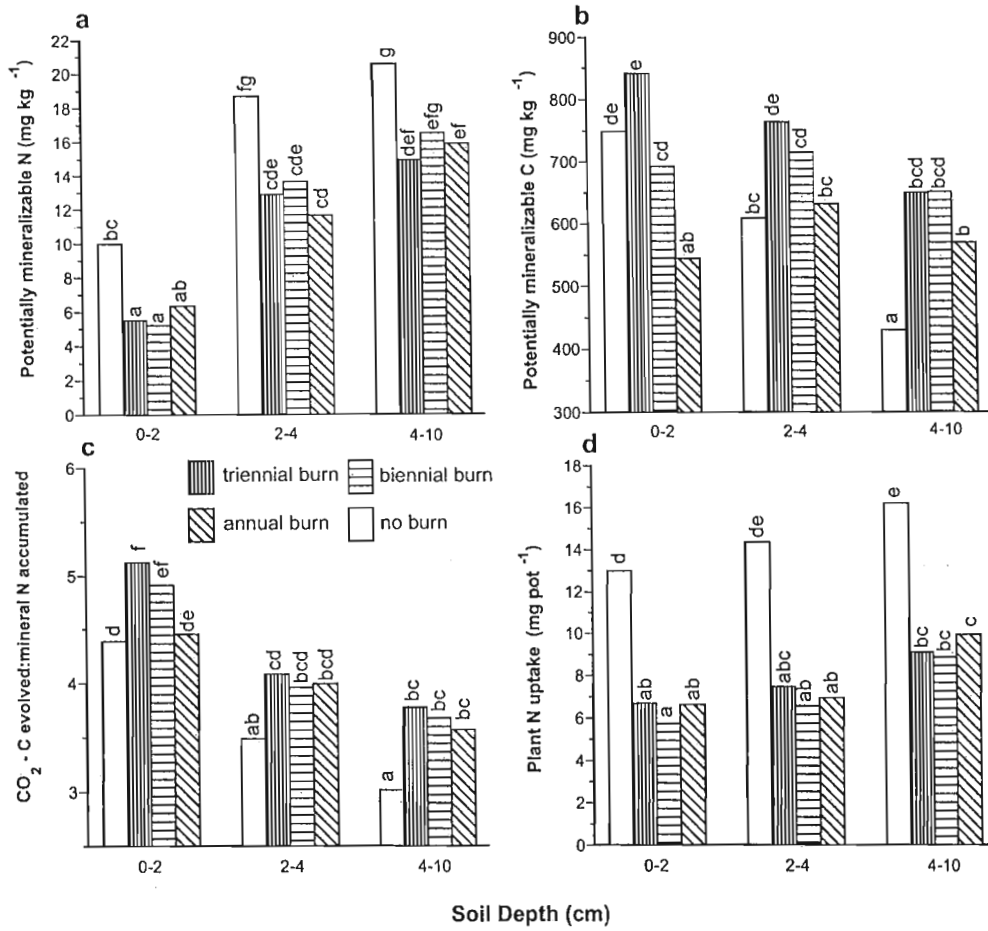 a
Potentially mineralizable N (mg kg -1)
22
20
18
16
14
12
10
8
6
4
2
0
bc
a
a
ab
fg
cde
cde
cd
g
def
efg
ef
0-2
2-4
4-10
b
Potentially mineralizable C (mg kg -1)
900
800
700
600
500
400
300
de
e
cd
ab
bc
de
cd
bc
a
bcd
bcd
b
0-2
2-4
4-10
c
CO2 - C evolved:mineral N accumulated
6
5
4
3
triennial burn
biennial burn
annual burn
no burn
d
f
ef
de
ab
cd
bcd
bcd
a
bc
bc
bc
0-2
2-4
4-10
d
Plant N uptake (mg pot -1)
18
16
14
12
10
8
6
4
2
0
d
ab
a
ab
de
abc
ab
ab
e
bc
bc
c
0-2
2-4
4-10
Soil Depth (cm)